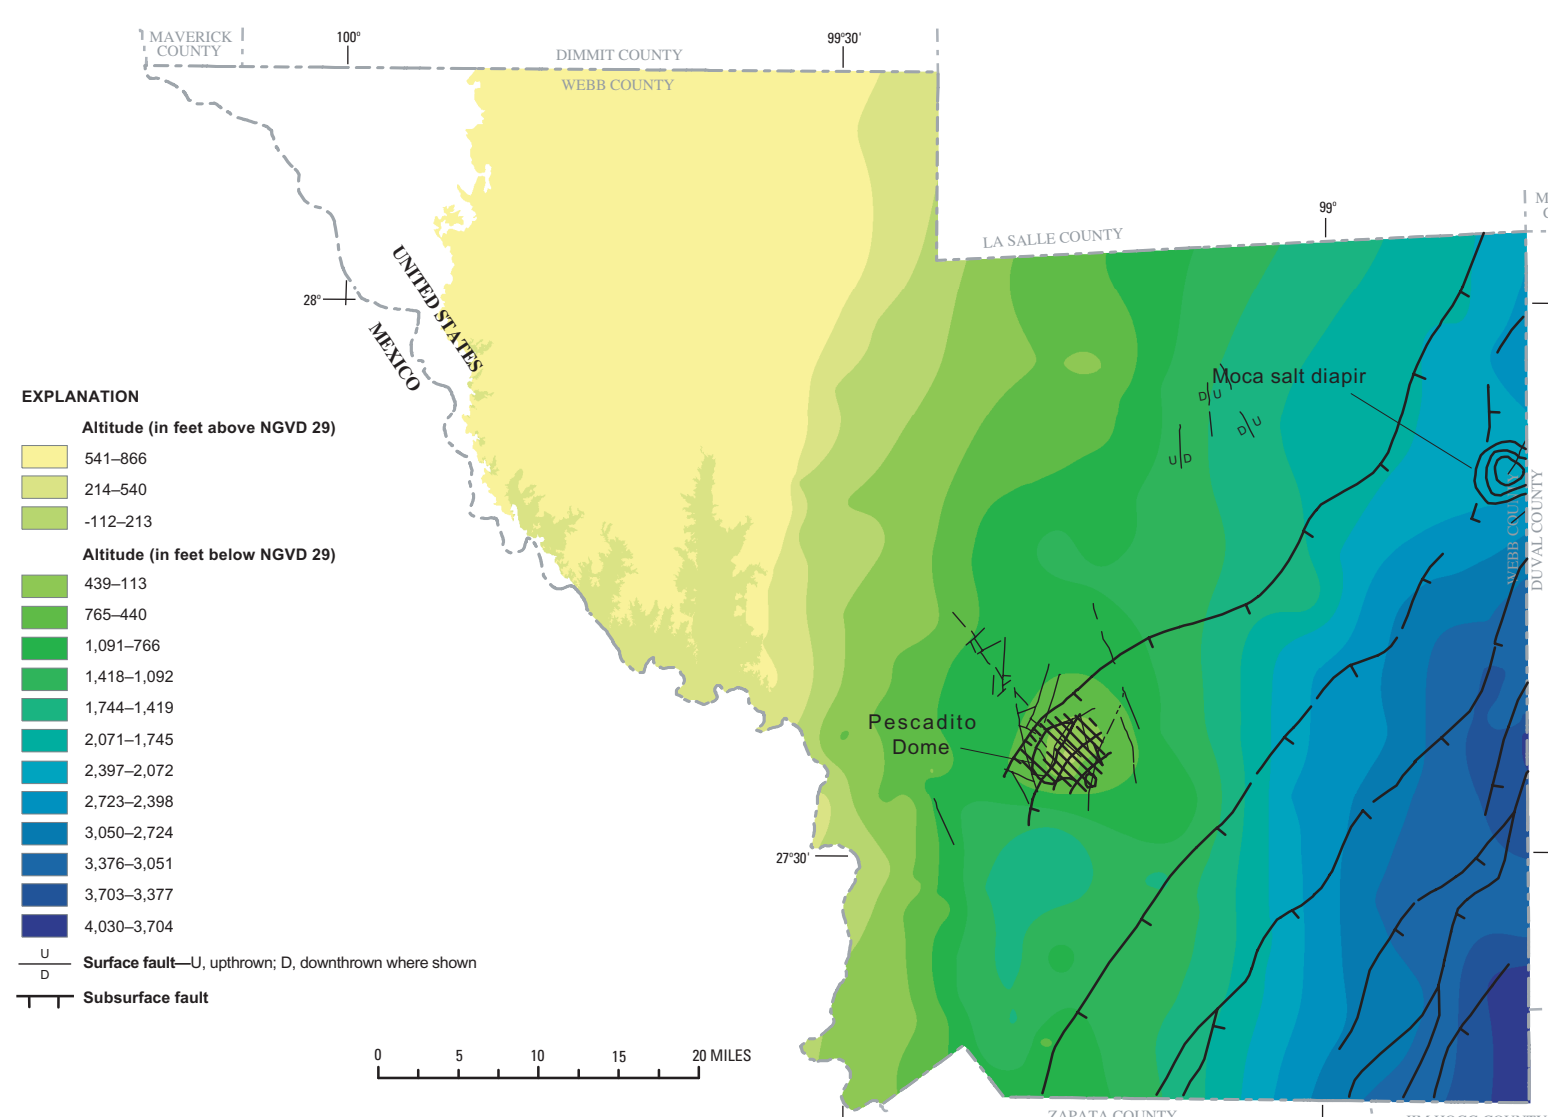 MAVERICK
COUNTY
100°
DIMMIT COUNTY
WEBB COUNTY
99°30'
99°
M
LA SALLE COUNTY
UNITED STATES
28°
MEXICO
Moca salt diapir
D U
D U
U D
EXPLANATION
Altitude (in feet above NGVD 29)
541–866
214–540
-112–213
Altitude (in feet below NGVD 29)
439–113
765–440
1,091–766
1,418–1,092
1,744–1,419
2,071–1,745
2,397–2,072
2,723–2,398
3,050–2,724
3,376–3,051
3,703–3,377
4,030–3,704
U
D
Surface fault—U, upthrown; D, downthrown where shown
Subsurface fault
WEBB COUNTY
DUVAL COUNTY
Pescadito
Dome
27°30'
0 5 10 15 20 MILES
ZAPATA COUNTY